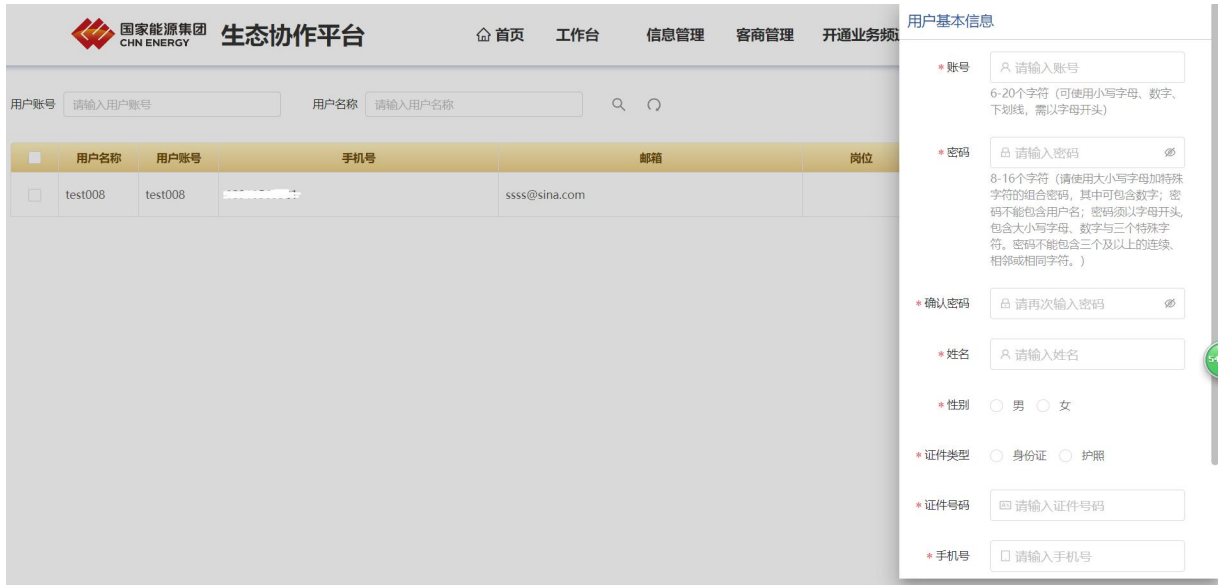 国家能源集团
CHN ENERGY
生态协作平台
首页 工作台 信息管理 客商管理 开通业务频
用户账号 请输入用户账号 用户名称 请输入用户名称
用户名称 用户账号 手机号 邮箱 岗位
test008 test008 ssss@sina.com
用户基本信息
*账号 请输入账号
6-20个字符（可使用小写字母、数字、
下划线，需以字母开头）
*密码 请输入密码
8-16个字符（请使用大小写字母加特殊
字符的组合密码，其中可包含数字；密
码不能包含用户名；密码须以字母开头,
包含大小写字母、数字与三个特殊字
符。密码不能包含三个及以上的连续、
相邻或相同字符。）
*确认密码 请再次输入密码
*姓名 请输入姓名
*性别 男 女
*证件类型 身份证 护照
*证件号码 请输入证件号码
*手机号 请输入手机号